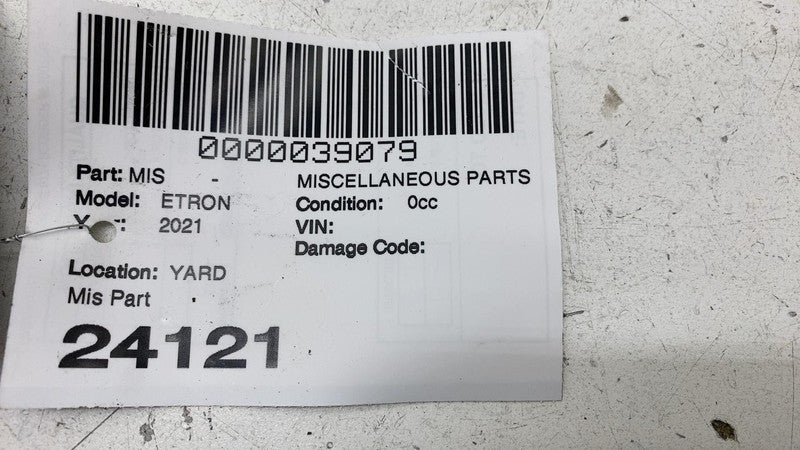 0000039079
Part: MIS - MISCELLANEOUS PARTS
Model: ETRON Condition: 0cc
2021 VIN:
Damage Code:
Location: YARD
Mis Part
24121